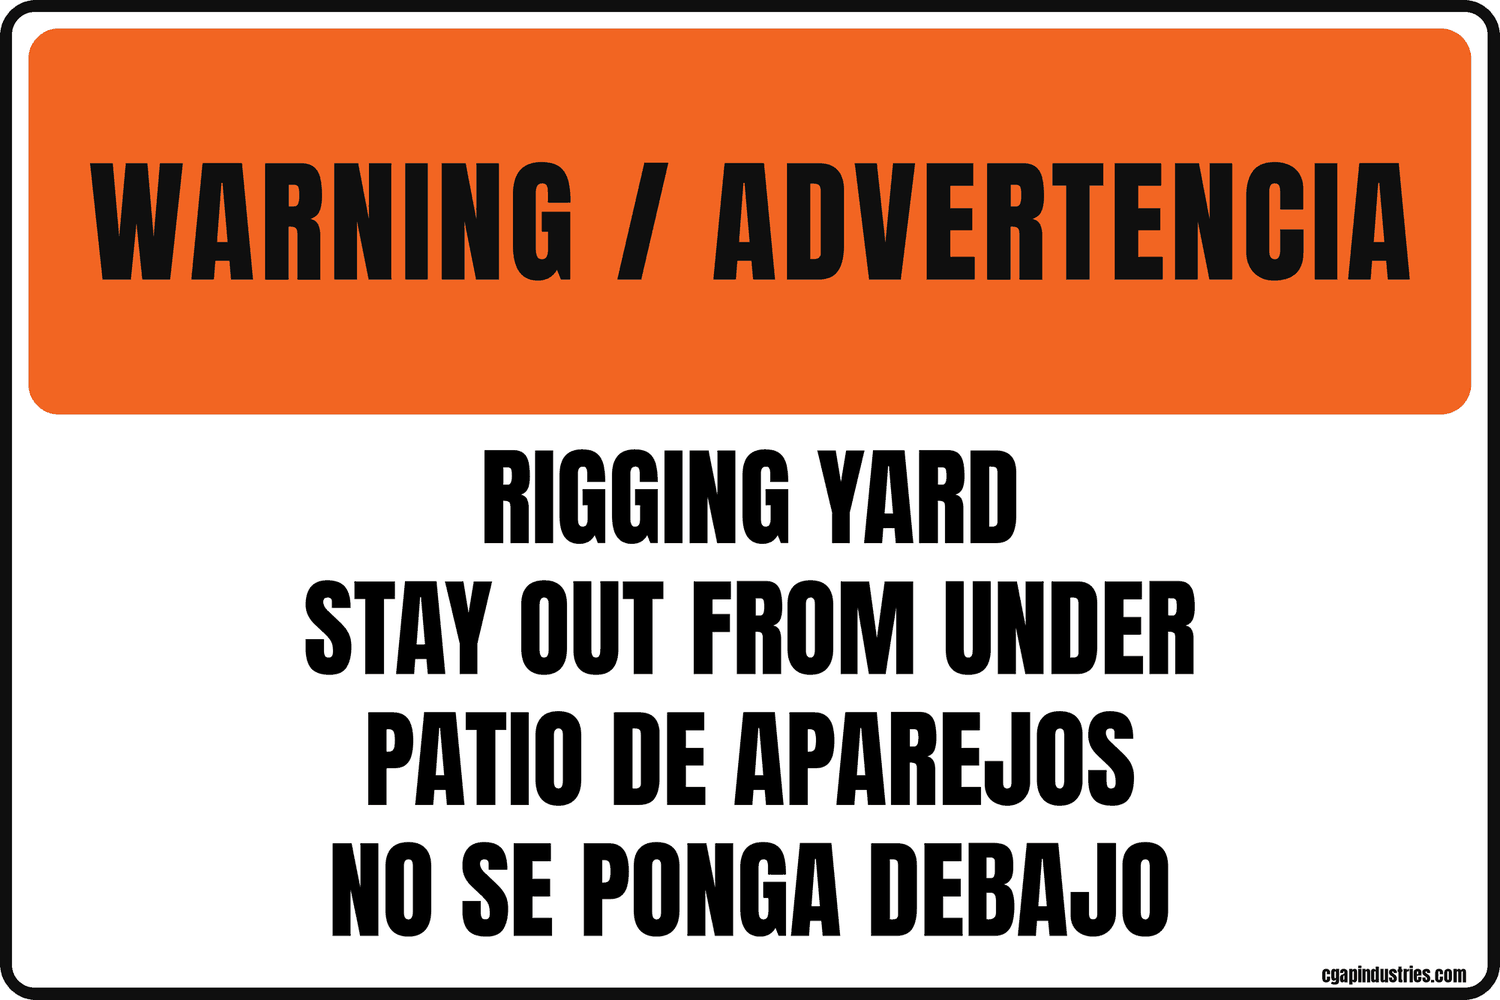 WARNING / ADVERTENCIA
RIGGING YARD
STAY OUT FROM UNDER
PATIO DE APAREJOS
NO SE PONGA DEBAJO
cgapindustries.com